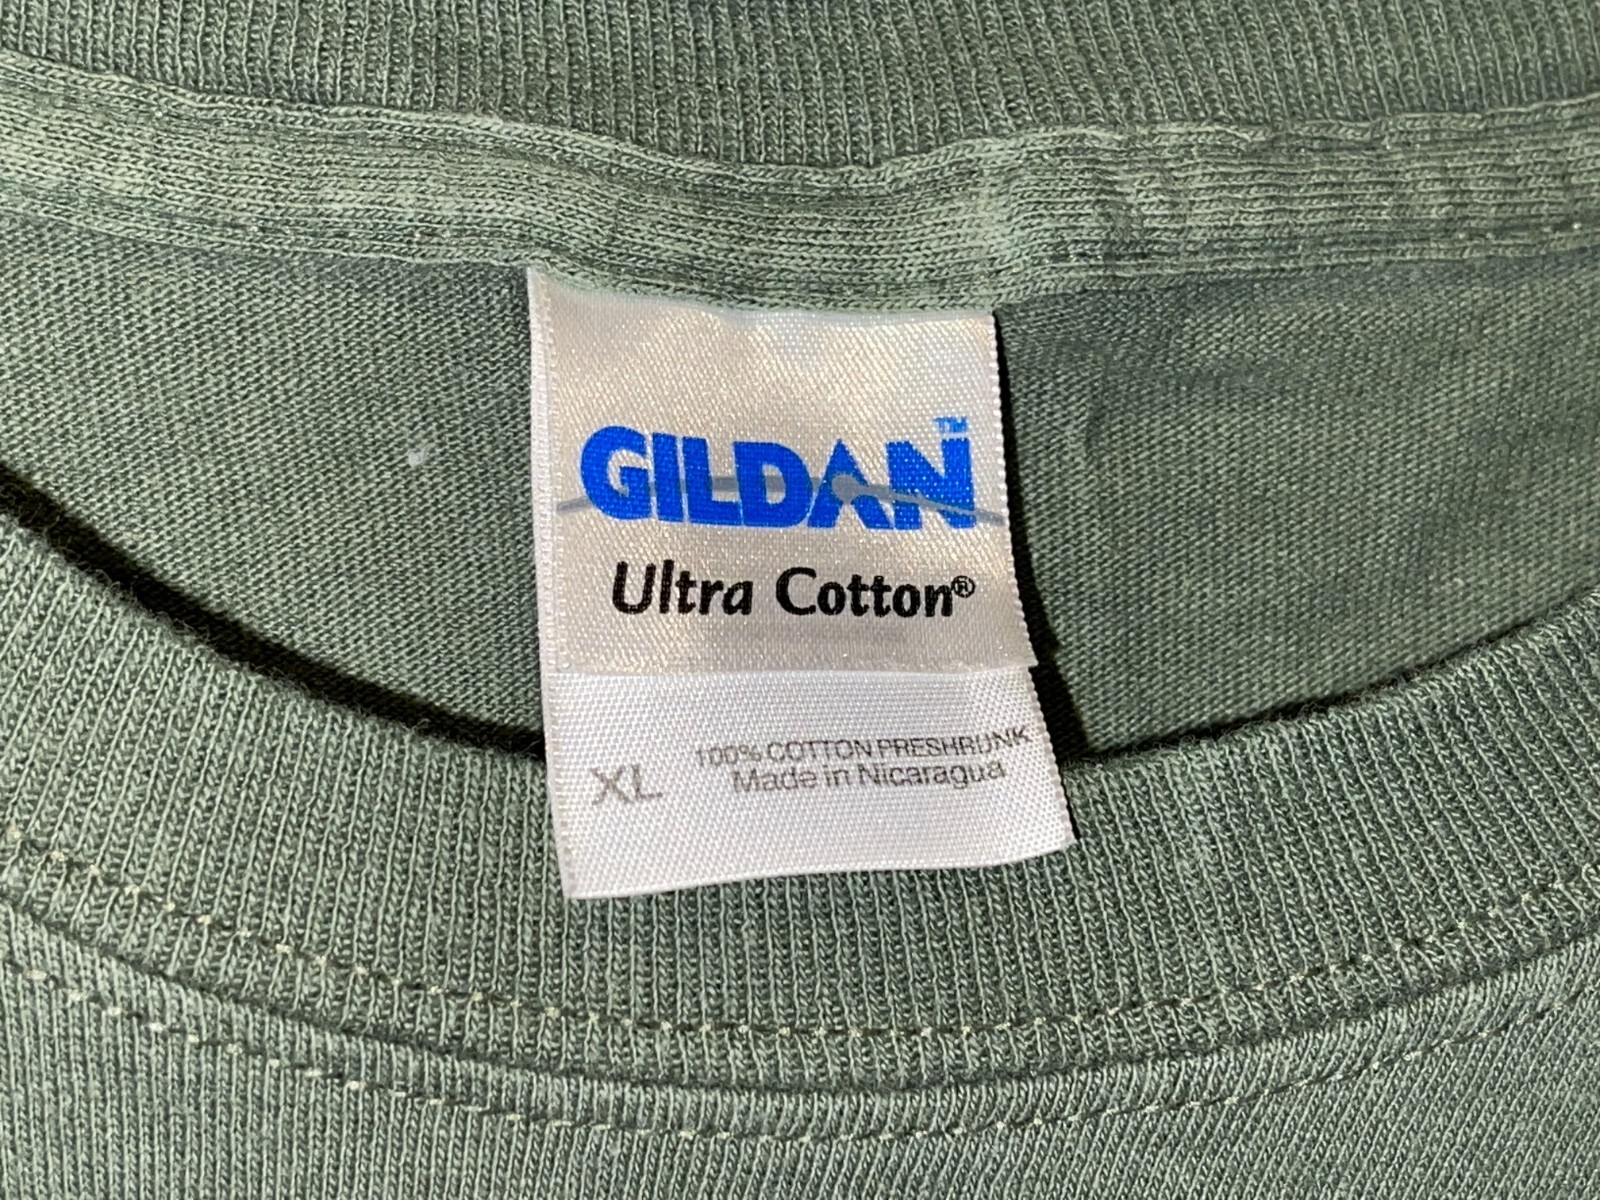 GILDAN™
Ultra Cotton®
100% COTTON PRESHRUNK
XL Made in Nicaragua